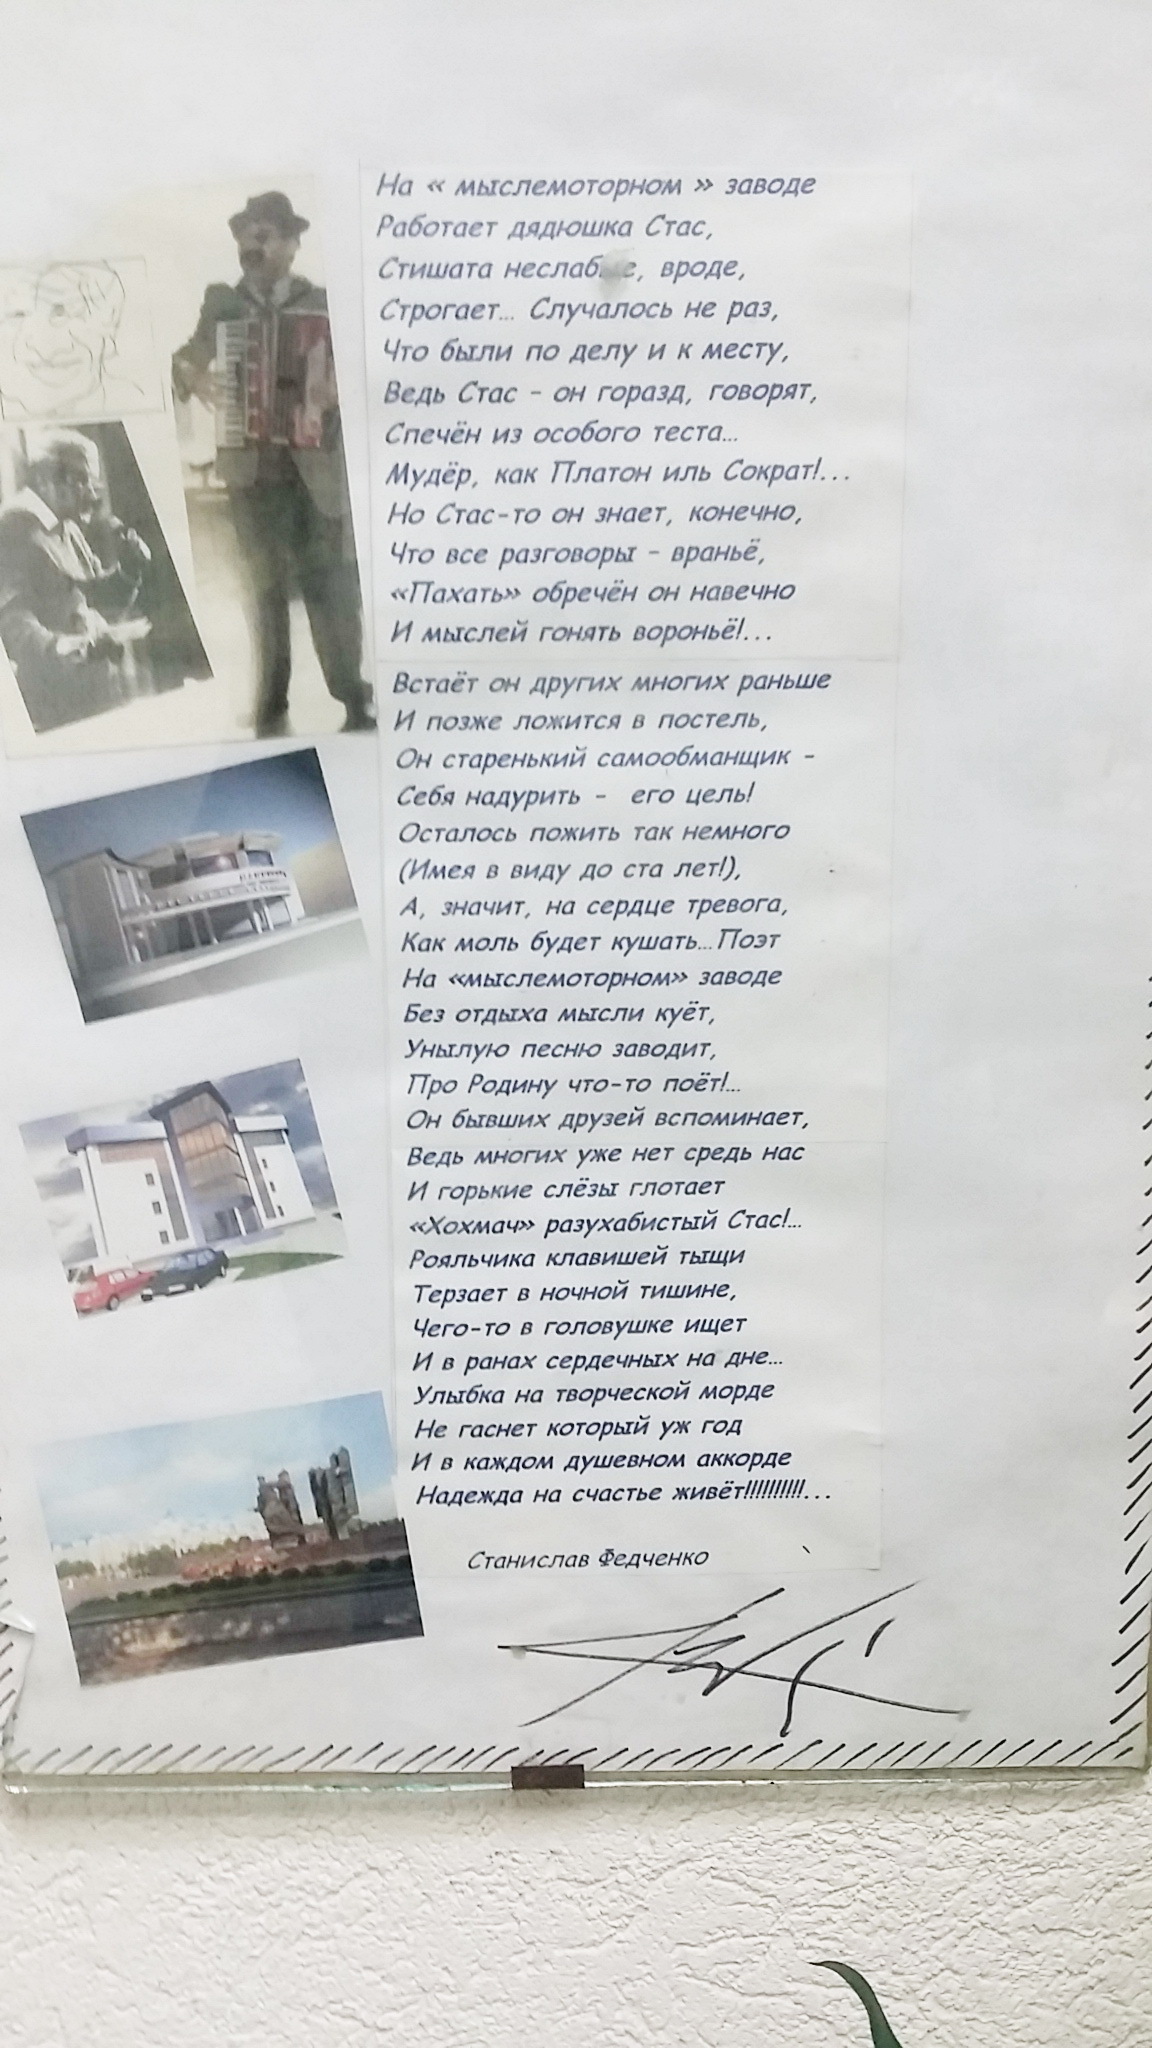 На « мыслемоторном » заводе
Работает дядюшка Стас,
Стишата неслабые, вроде,
Строгает... Случалось не раз,
Что были по делу и к месту,
Ведь Стас - он горазд, говорят,
Спечён из особого теста...
Мудёр, как Платон иль Сократ!...
Но Стас-то он знает, конечно,
Что все разговоры - враньё,
«Пахать» обречён он навечно
И мыслей гонять вороньё!...
Встаёт он других многих раньше
И позже ложится в постель,
Он старенький самообманщик -
Себя надурить - его цель!
Осталось пожить так немного
(Имея в виду до ста лет!),
А, значит, на сердце тревога,
Как моль будет кушать...Поэт
На «мыслемоторном» заводе
Без отдыха мысли куёт,
Унылую песню заводит,
Про Родину что-то поёт!...
Он бывших друзей вспоминает,
Ведь многих уже нет средь нас
И горькие слёзы глотает
«Хохмач» разухабистый Стас!...
Рояльчика клавишей тыщи
Терзает в ночной тишине,
Чего-то в головушке ищет
И в ранах сердечных на дне...
Улыбка на творческой морде
Не гаснет который уж год
И в каждом душевном аккорде
Надежда на счастье живёт!!!!!!!!!!...
Станислав Федченко